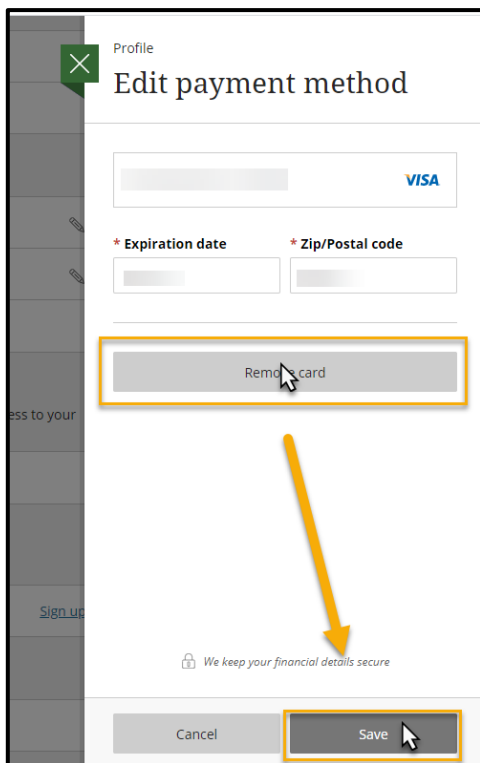 Profile
Edit payment method
VISA
* Expiration date
* Zip/Postal code
Remove card
ess to your
Sign up
We keep your financial details secure
Cancel
Save